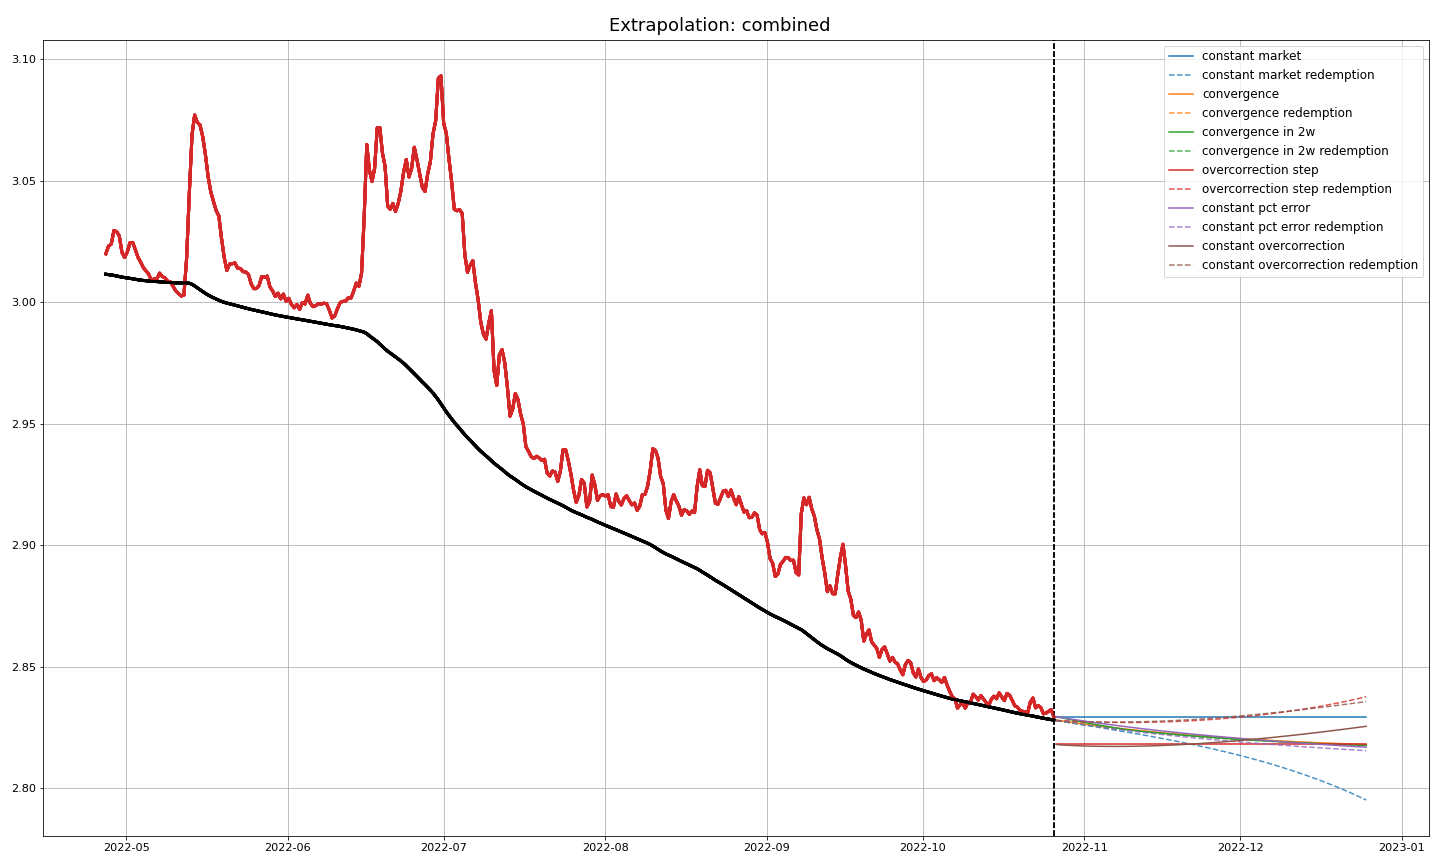 Extrapolation: combined
3.10
3.05
3.00
2.95
2.90
2.85
2.80
constant market
constant market redemption
convergence
convergence redemption
convergence in 2w
convergence in 2w redemption
overcorrection step
overcorrection step redemption
constant pct error
constant pct error redemption
constant overcorrection
constant overcorrection redemption
2022-05 2022-06 2022-07 2022-08 2022-09 2022-10 2022-11 2022-12 2023-01